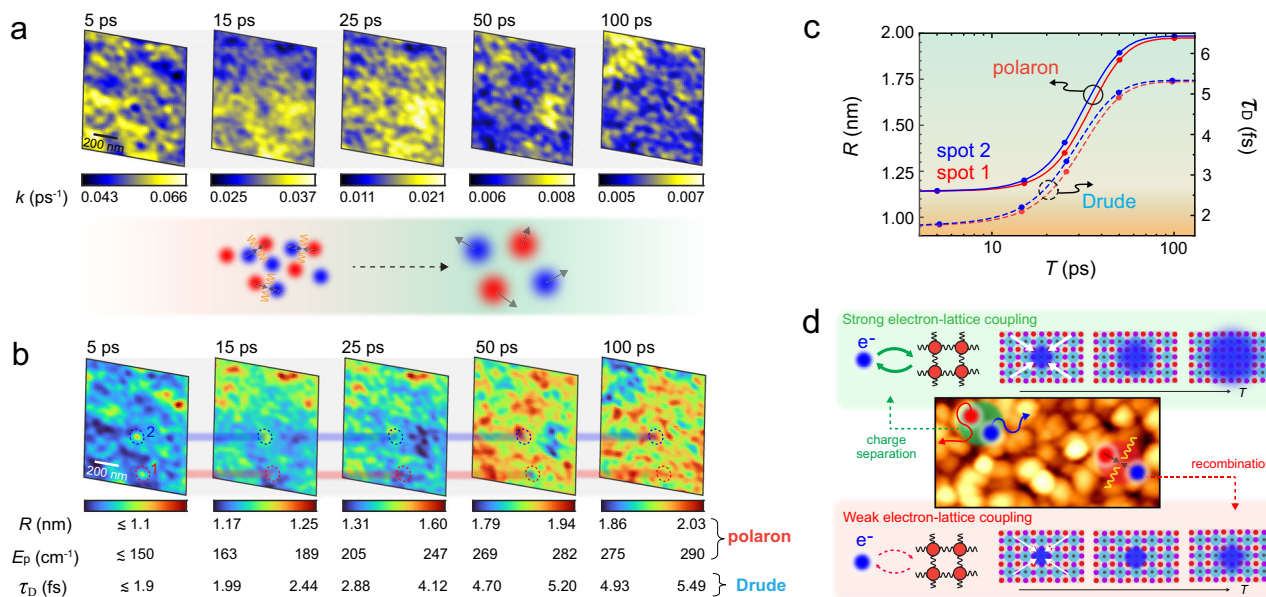 a
5 ps
15 ps
25 ps
50 ps
100 ps
200 nm
k (ps⁻¹)
0.043 0.066
0.025 0.037
0.011 0.021
0.006 0.008
0.005 0.007
b
5 ps
15 ps
25 ps
50 ps
100 ps
2
1
200 nm
R (nm) ≲ 1.1 1.17 1.25 1.31 1.60 1.79 1.94 1.86 2.03
polaron
Eₚ (cm⁻¹) ≲ 150 163 189 205 247 269 282 275 290
τD (fs) ≲ 1.9 1.99 2.44 2.88 4.12 4.70 5.20 4.93 5.49
Drude
c
2.00
1.75
1.50
1.25
1.00
R (nm)
polaron
spot 2
spot 1
Drude
6
5
4
3
2
τD (fs)
10
100
T (ps)
d
Strong electron-lattice coupling
e⁻
T
charge
separation
recombination
Weak electron-lattice coupling
e⁻
T